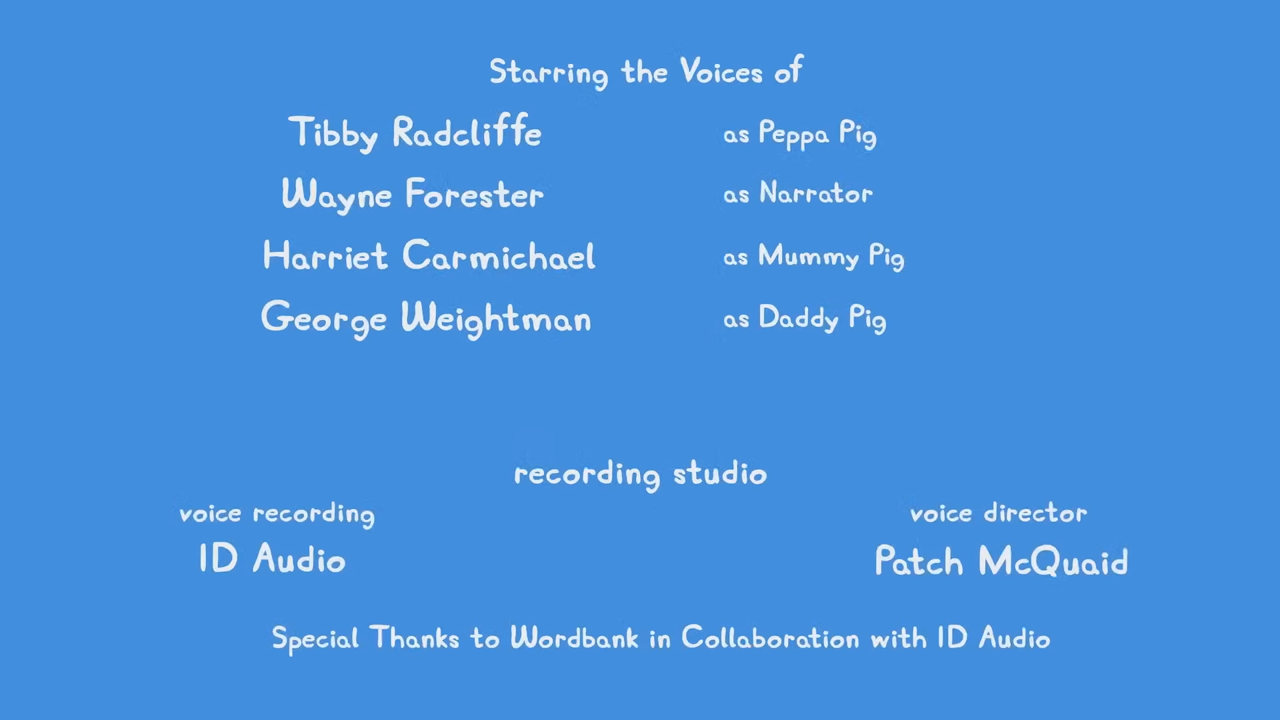 Starring the Voices of
Tibby Radcliffe as Peppa Pig
Wayne Forester as Narrator
Harriet Carmichael as Mummy Pig
George Weightman as Daddy Pig
recording studio
voice recording voice director
ID Audio Patch McQuaid
Special Thanks to Wordbank in Collaboration with ID Audio